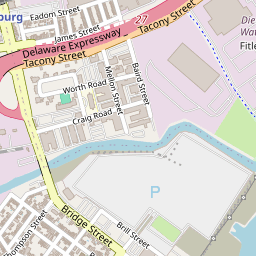 burg
Eadom Street
James Street
27
Tacony Street
Delaware Expressway
Tacony Street
Die
Wat
Fitle
Worth Road
Mellon Street
Baird Street
Craig Road
P
Thompson Street
Bridge Street
Brill Street